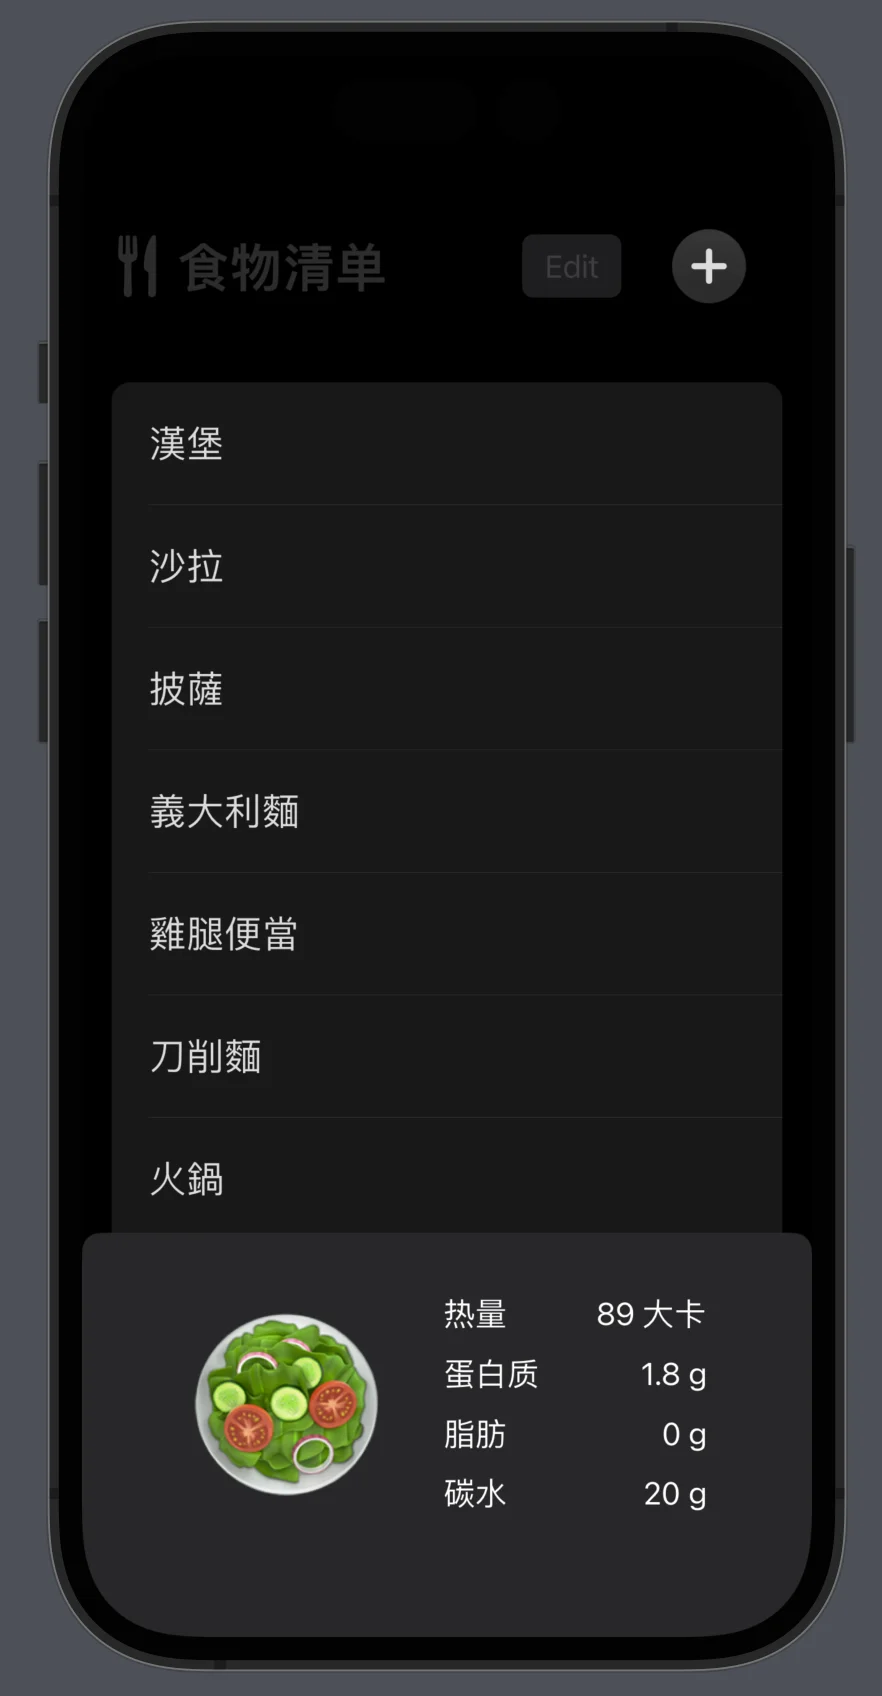 食物清单 Edit
漢堡
沙拉
披薩
義大利麵
雞腿便當
刀削麵
火鍋
热量 89 大卡
蛋白质 1.8 g
脂肪 0 g
碳水 20 g